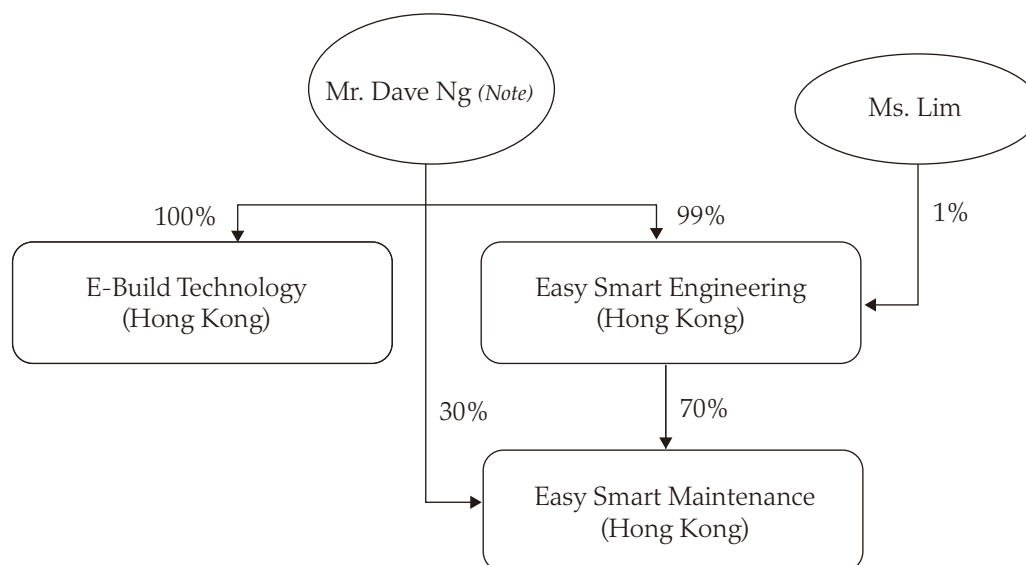 Mr. Dave Ng (Note)
Ms. Lim
100%
99%
1%
E-Build Technology
(Hong Kong)
Easy Smart Engineering
(Hong Kong)
30%
70%
Easy Smart Maintenance
(Hong Kong)